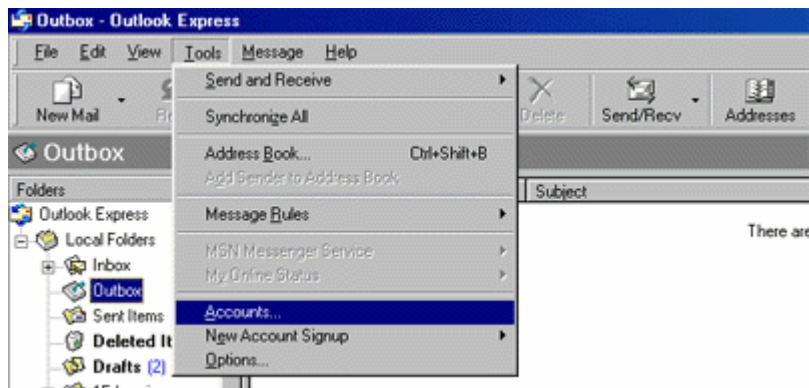 Outbox - Outlook Express
File Edit View Tools Message Help
New Mail Re Delete Send/Recv Addresses
Send and Receive
Synchronize All
Outbox
Address Book... Ctrl+Shift+B
Add Sender to Address Book
Folders Subject
Outlook Express
Message Rules
There are
Local Folders
MSN Messenger Service
Inbox
My Online Status
Outbox
Accounts...
Sent Items
New Account Signup
Deleted It
Options...
Drafts (2)